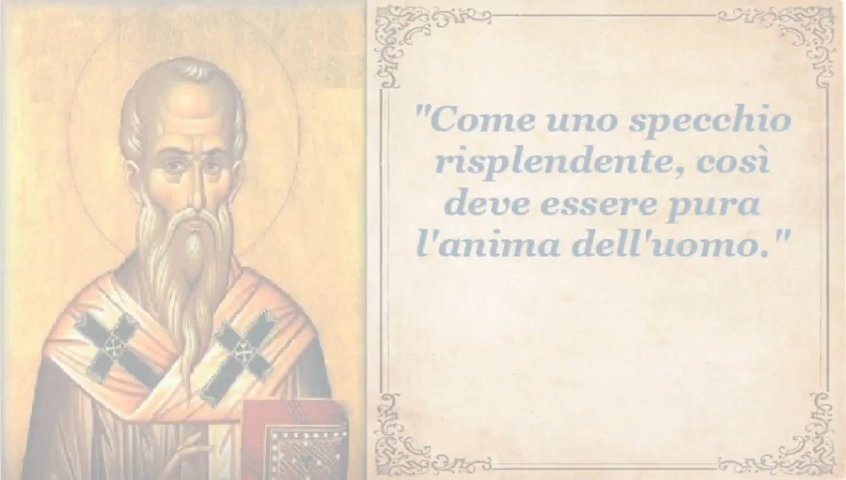 "Come uno specchio
risplendente, così
deve essere pura
l'anima dell'uomo."